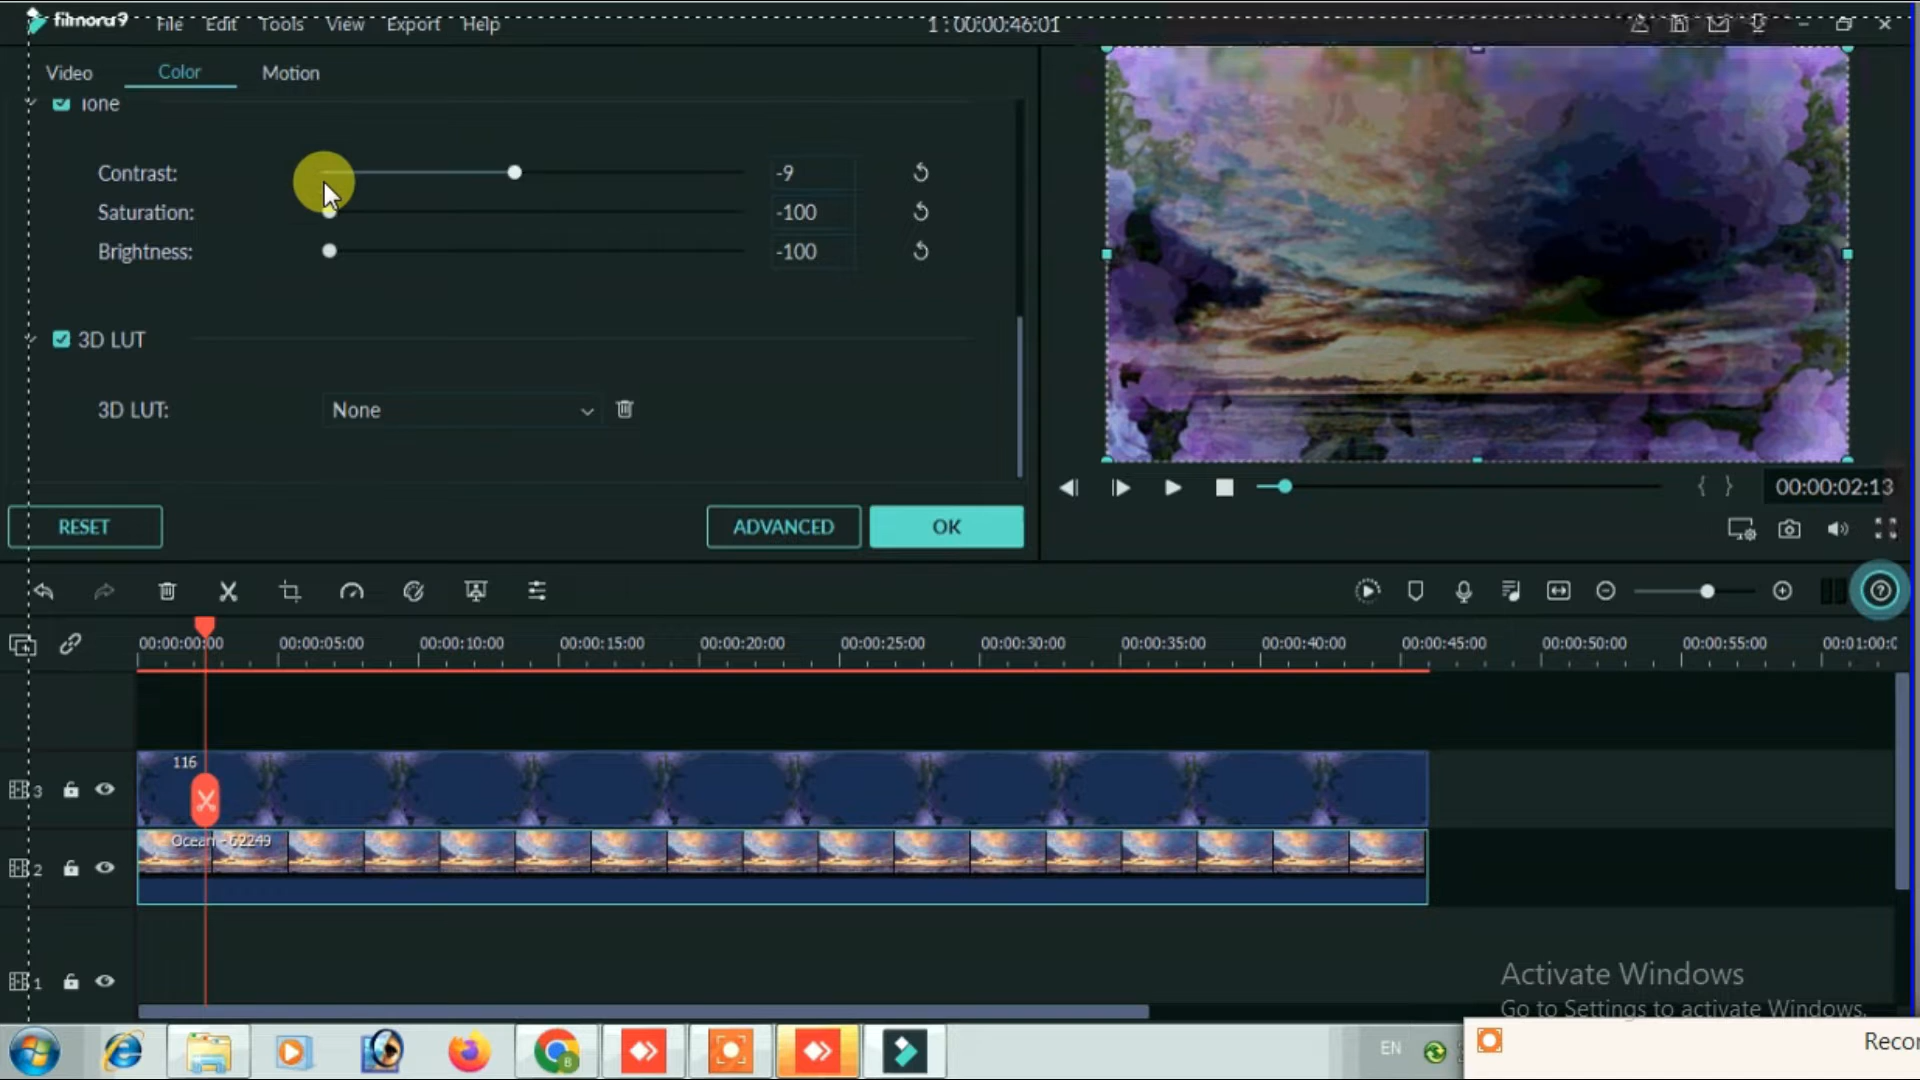 filmora9 File Edit Tools View Export Help 1 : 00:00:46:01
Video Color Motion
Tone
Contrast: -9
Saturation: -100
Brightness: -100
3D LUT
3D LUT: None
RESET ADVANCED OK
{ } 00:00:02:13
00:00:00:00 00:00:05:00 00:00:10:00 00:00:15:00 00:00:20:00 00:00:25:00 00:00:30:00 00:00:35:00 00:00:40:00 00:00:45:00 00:00:50:00 00:00:55:00 00:01:00:0
116
3
Ocean - 62249
2
1
Activate Windows
Go to Settings to activate Windows.
EN
Recor